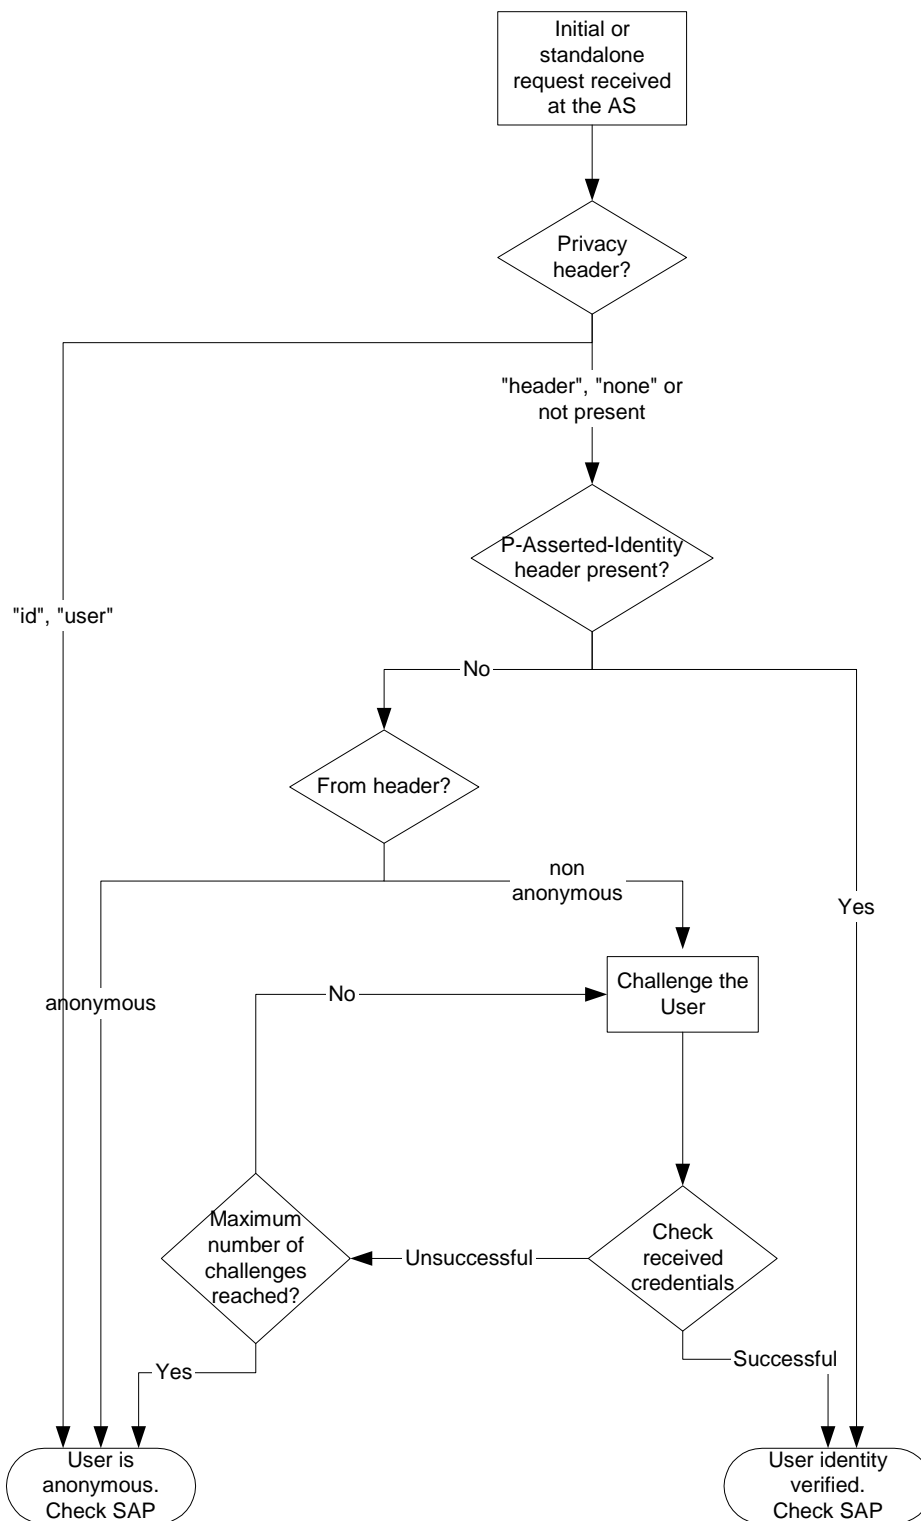 Initial or
standalone
request received
at the AS
Privacy
header?
"header", "none" or
not present
P-Asserted-Identity
header present?
"id", "user"
No
From header?
non
anonymous
Yes
anonymous
No
Challenge the
User
Maximum
number of
challenges
reached?
Unsuccessful
Check
received
credentials
Yes
Successful
User is
anonymous.
Check SAP
User identity
verified.
Check SAP